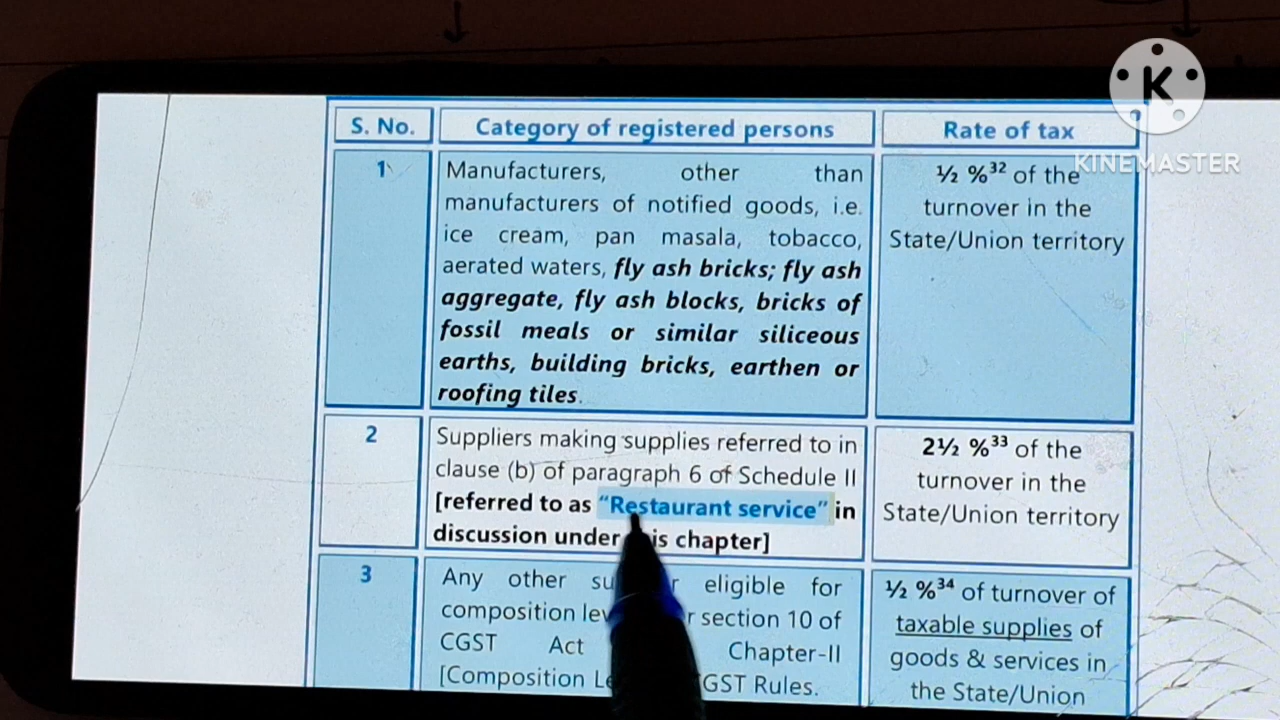 K
KINEMASTER
S. No.
Category of registered persons
Rate of tax
1
Manufacturers, other than
manufacturers of notified goods, i.e.
ice cream, pan masala, tobacco,
aerated waters, fly ash bricks; fly ash
aggregate, fly ash blocks, bricks of
fossil meals or similar siliceous
earths, building bricks, earthen or
roofing tiles.
½ %³² of the
turnover in the
State/Union territory
2
Suppliers making supplies referred to in
clause (b) of paragraph 6 of Schedule II
[referred to as “Restaurant service” in
discussion under chapter]
2½ %³³ of the
turnover in the
State/Union territory
3
Any other eligible for
composition section 10 of
CGST Act Chapter-II
[Composition GST Rules.
½ %³⁴ of turnover of
taxable supplies of
goods & services in
the State/Union